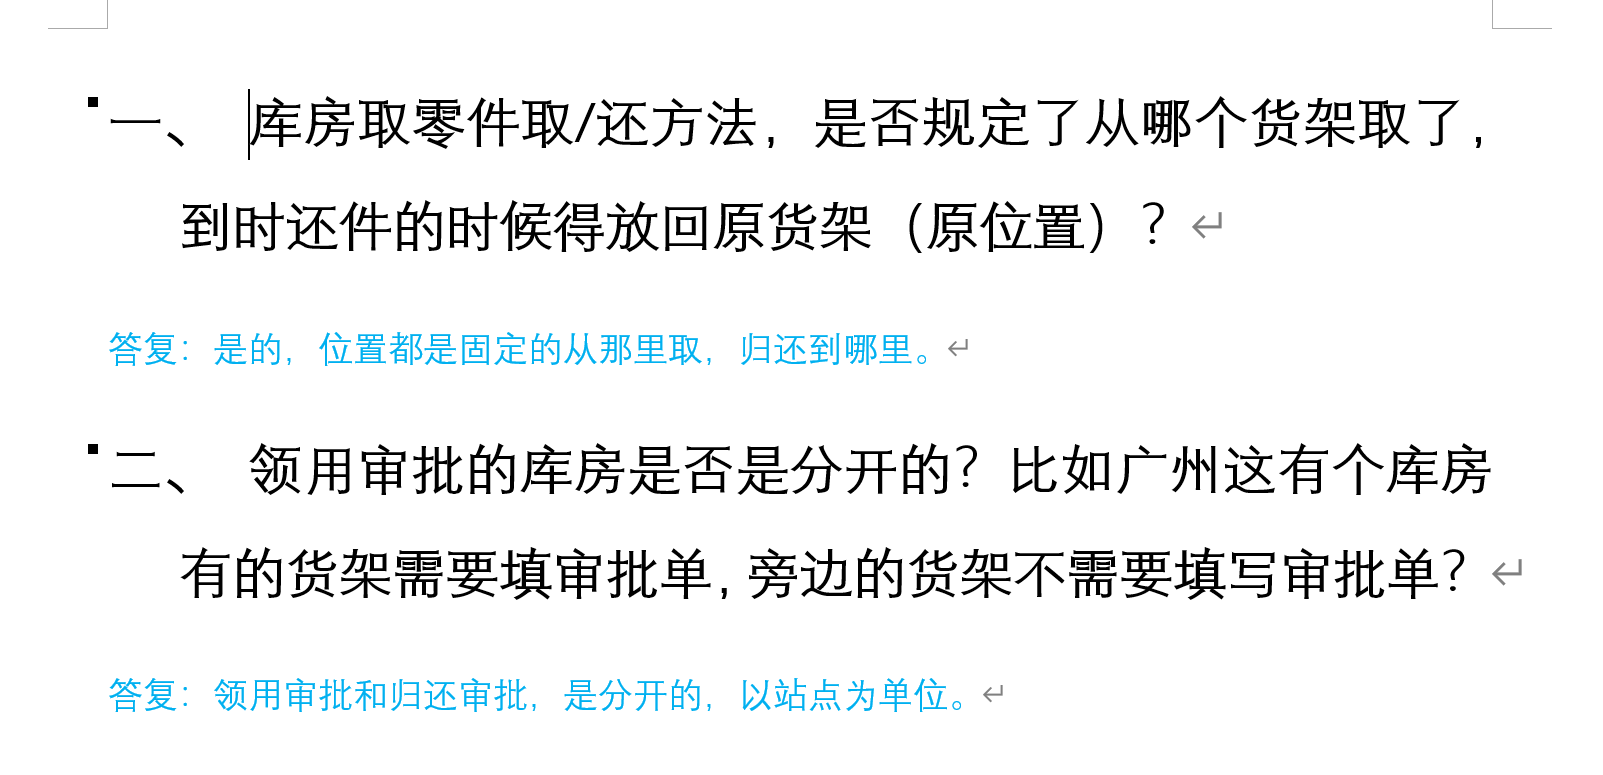 一、 库房取零件取/还方法，是否规定了从哪个货架取了，
到时还件的时候得放回原货架（原位置）？
答复：是的，位置都是固定的从那里取，归还到哪里。
二、 领用审批的库房是否是分开的？比如广州这有个库房
有的货架需要填审批单,旁边的货架不需要填写审批单？
答复：领用审批和归还审批，是分开的，以站点为单位。